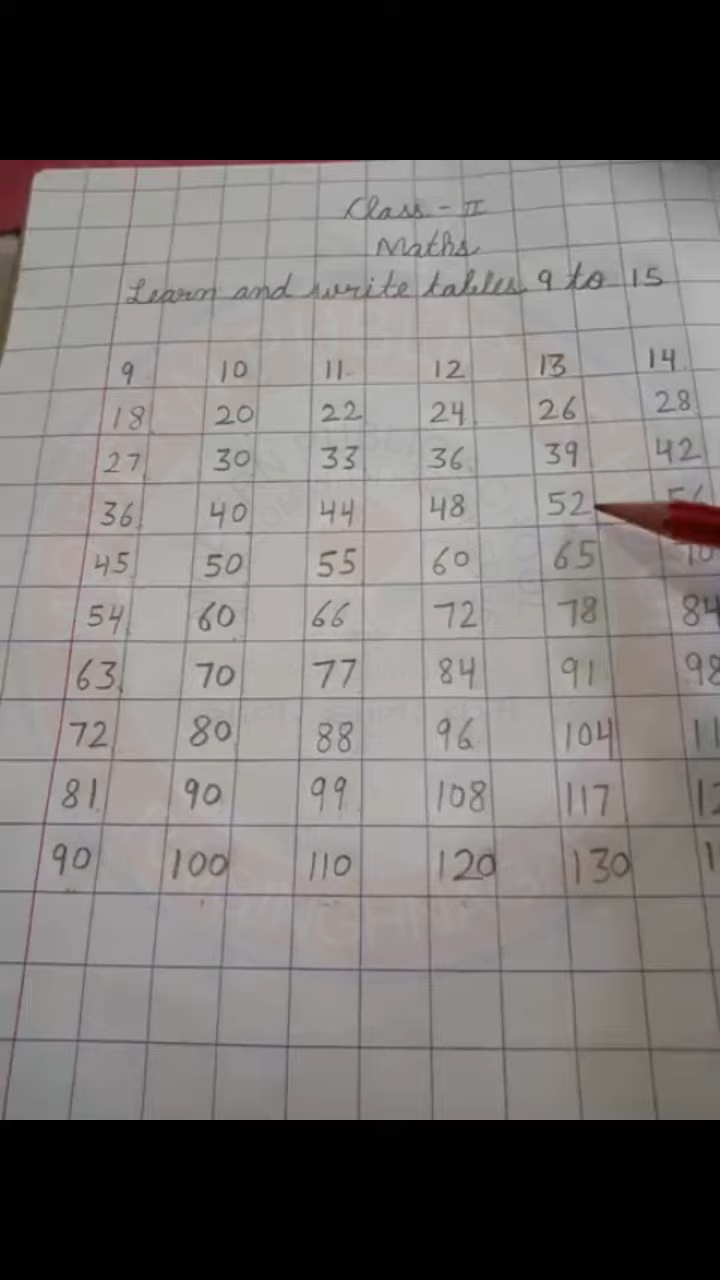 Class - II
Maths
Learn and write tables 9 to 15
9 10 11 12 13 14
18 20 22 24 26 28
27 30 33 36 39 42
36 40 44 48 52
45 50 55 60 65
54 60 66 72 78 84
63 70 77 84 91 98
72 80 88 96 104
81 90 99 108 117
90 100 110 120 130